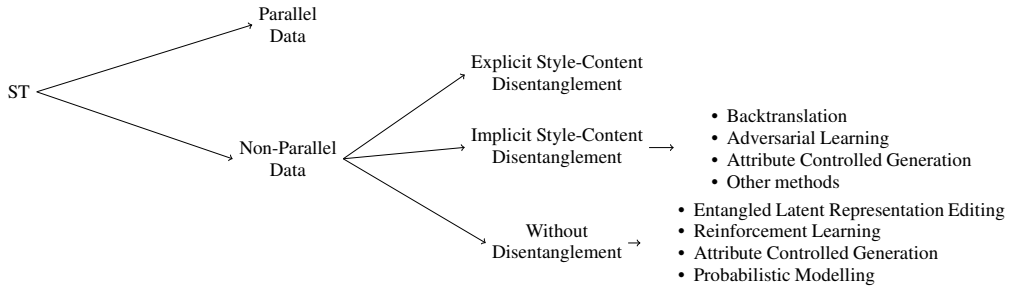 ST
Parallel
Data
Non-Parallel
Data
Explicit Style-Content
Disentanglement
Implicit Style-Content
Disentanglement
• Backtranslation
• Adversarial Learning
• Attribute Controlled Generation
• Other methods
Without
Disentanglement
• Entangled Latent Representation Editing
• Reinforcement Learning
• Attribute Controlled Generation
• Probabilistic Modelling